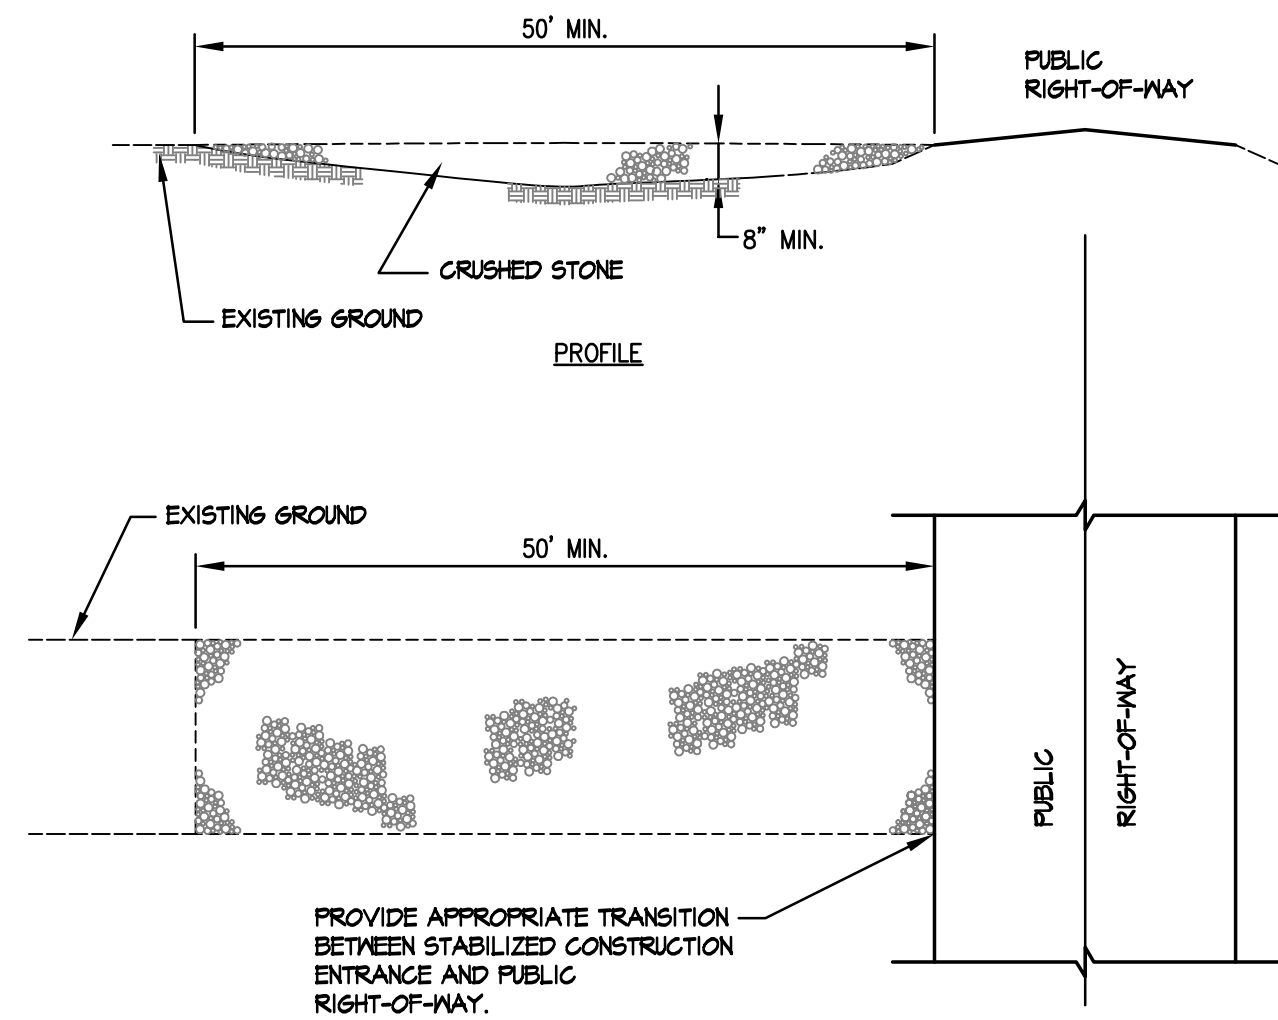 50' MIN.
PUBLIC
RIGHT-OF-WAY
8" MIN.
CRUSHED STONE
EXISTING GROUND
PROFILE
EXISTING GROUND
50' MIN.
PUBLIC
RIGHT-OF-WAY
PROVIDE APPROPRIATE TRANSITION
BETWEEN STABILIZED CONSTRUCTION
ENTRANCE AND PUBLIC
RIGHT-OF-WAY.